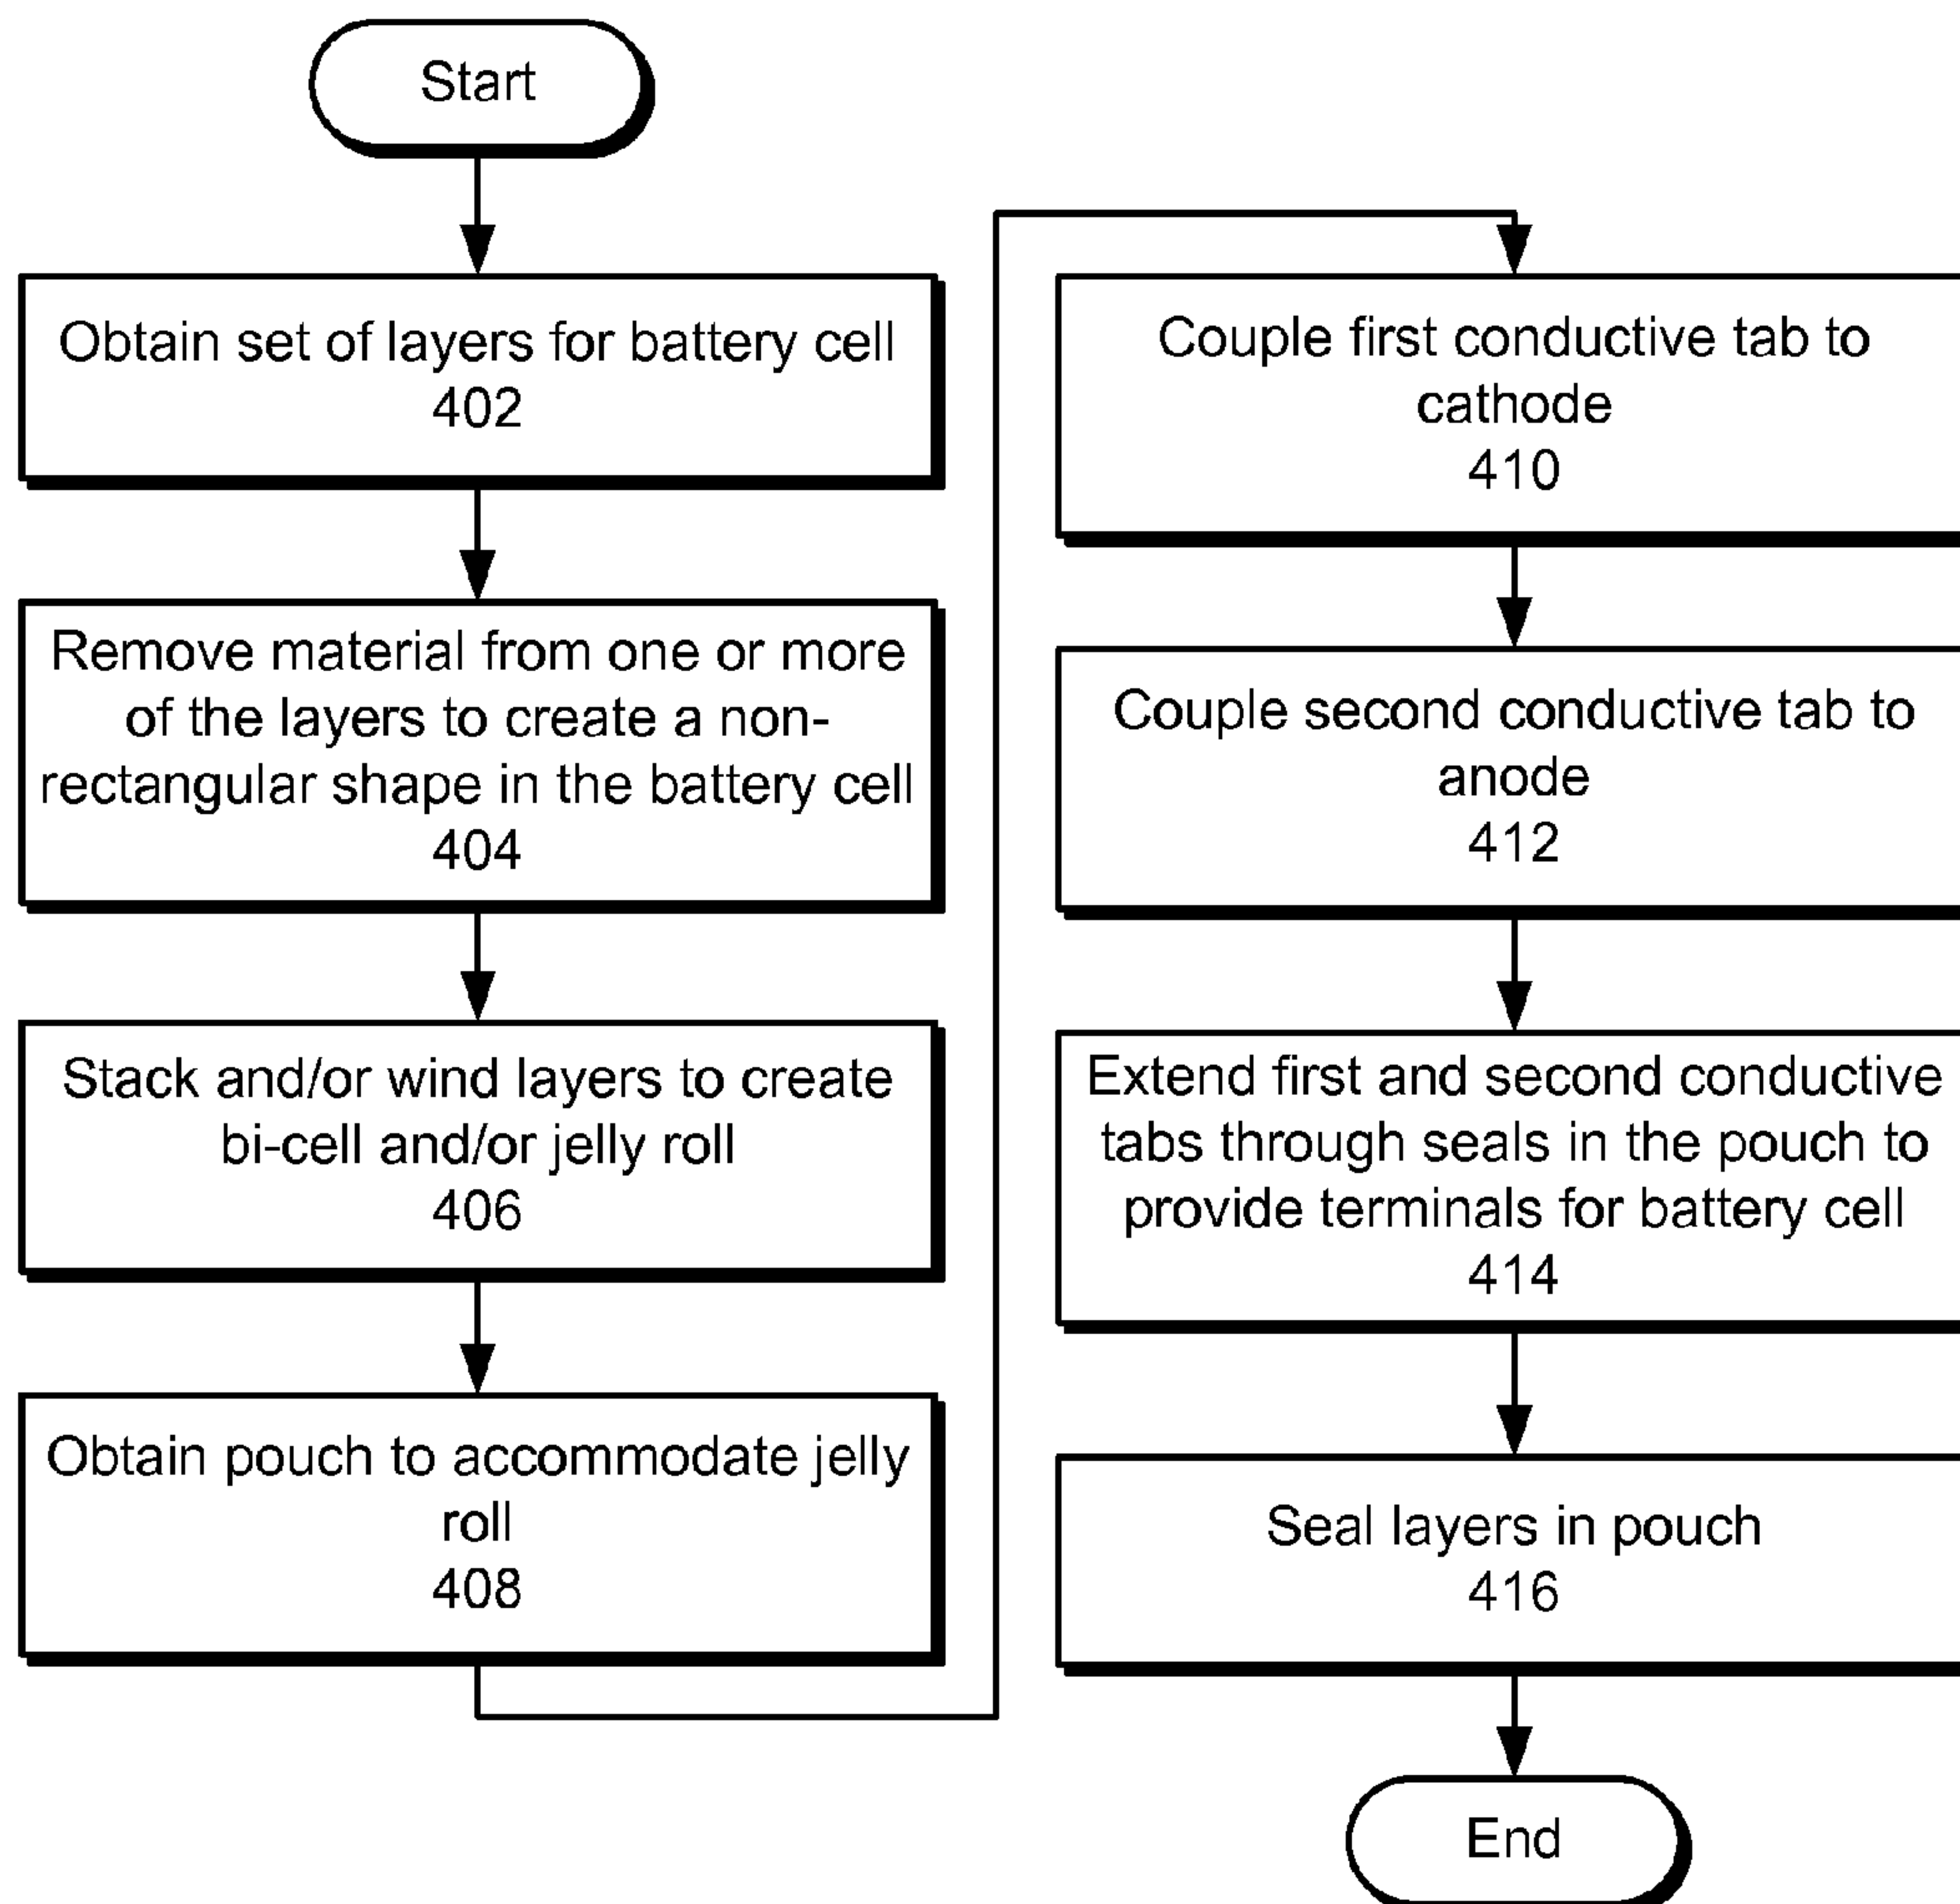 Start
Obtain set of layers for battery cell
402
Remove material from one or more
of the layers to create a non-
rectangular shape in the battery cell
404
Stack and/or wind layers to create
bi-cell and/or jelly roll
406
Obtain pouch to accommodate jelly
roll
408
Couple first conductive tab to
cathode
410
Couple second conductive tab to
anode
412
Extend first and second conductive
tabs through seals in the pouch to
provide terminals for battery cell
414
Seal layers in pouch
416
End